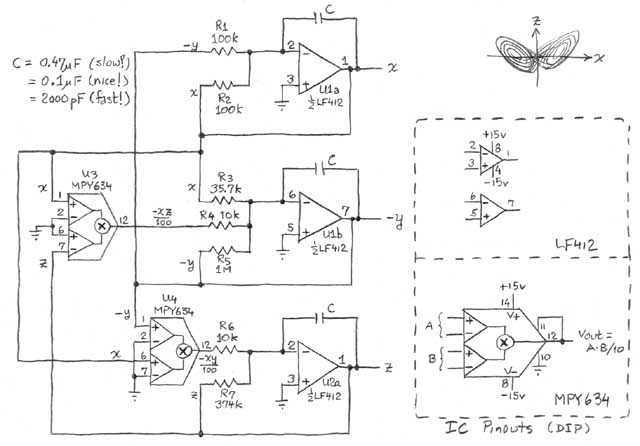 C = 0.47μF (slow!)
= 0.1μF (nice!)
= 2000pF (fast!)
-y
R1
100k
C
2
-
1
x
3
+
U1a
½LF412
x
R2
100k
z
x
U3
MPY634
x
1
+
2
-
6
+
7
-
z
12
-xz/100
x
R3
35.7k
R4 10k
-y
R5
1M
C
6
-
7
-y
5
+
U1b
½LF412
-y
U4
MPY634
1
+
2
-
x
6
+
7
-
12
-xy/100
R6
10k
z
R7
374k
C
2
-
1
z
3
+
U2a
½LF412
+15v
2
-
8
1
3
+
4
-15v
6
-
7
5
+
LF412
+15v
14
V+
A
+
-
B
+
-
11
12
10
Vout =
A·B/10
V-
8
-15v
MPY634
IC Pinouts (DIP)